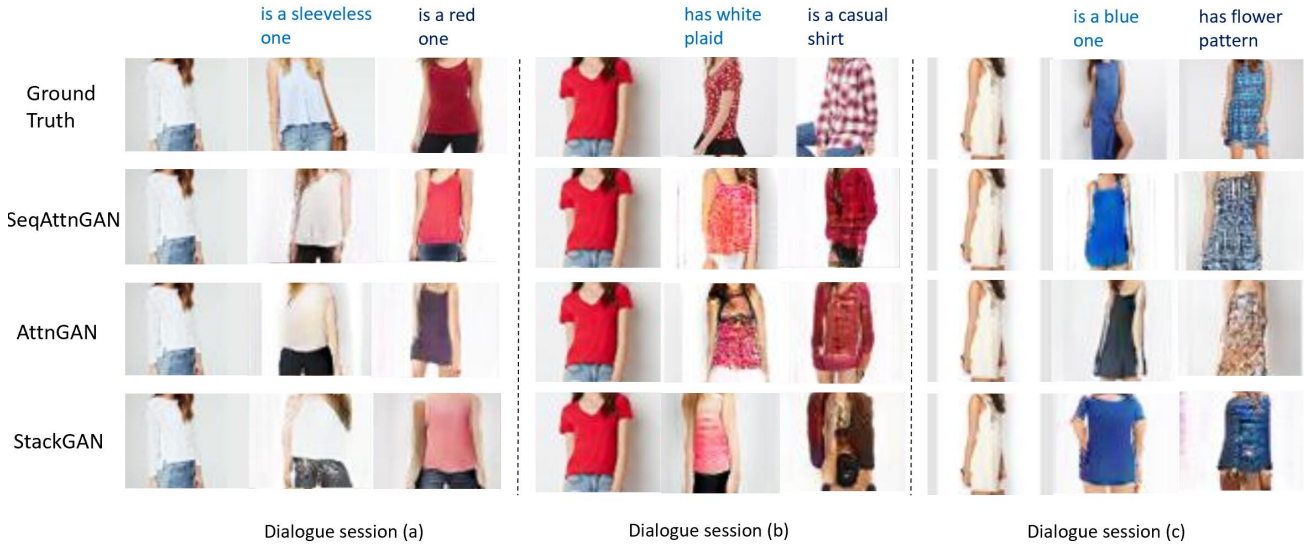 is a sleeveless
one
is a red
one
has white
plaid
is a casual
shirt
is a blue
one
has flower
pattern
Ground
Truth
SeqAttnGAN
AttnGAN
StackGAN
Dialogue session (a)
Dialogue session (b)
Dialogue session (c)